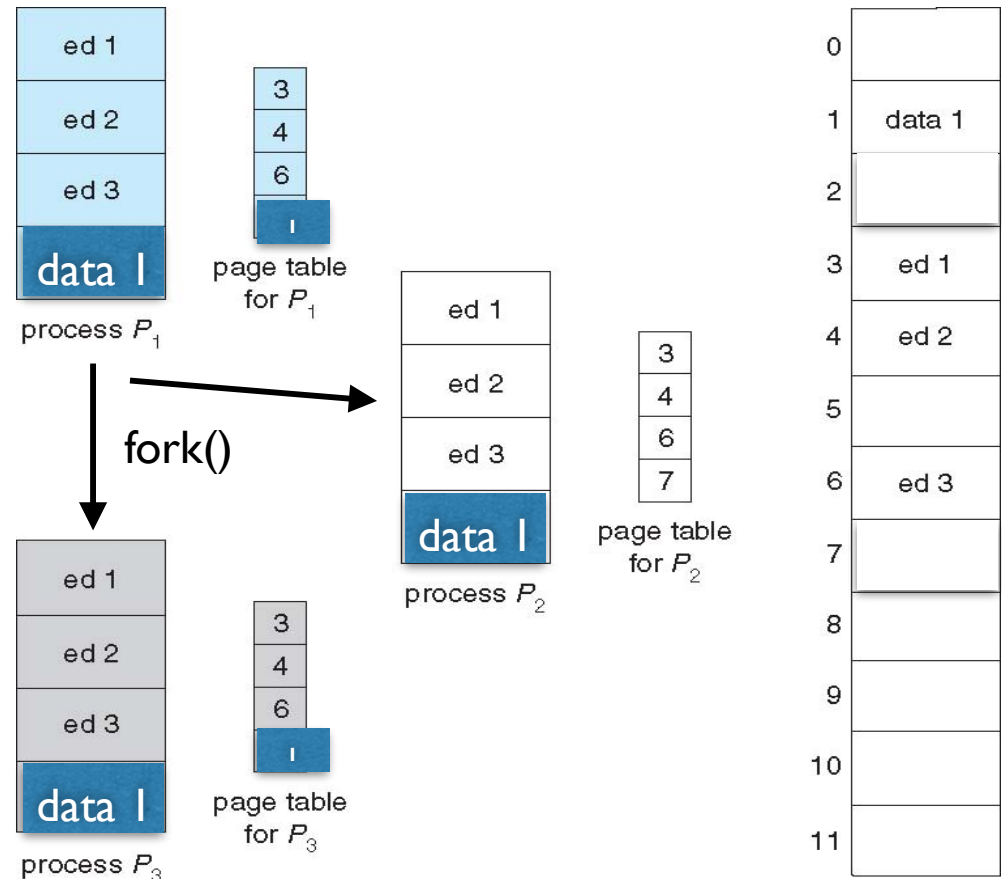 ed 1
ed 2
ed 3
data 1
process P1
3
4
6
1
page table
for P1
fork()
ed 1
ed 2
ed 3
data 1
process P2
3
4
6
7
page table
for P2
ed 1
ed 2
ed 3
data 1
process P3
3
4
6
1
page table
for P3
0
1 data 1
2
3 ed 1
4 ed 2
5
6 ed 3
7
8
9
10
11